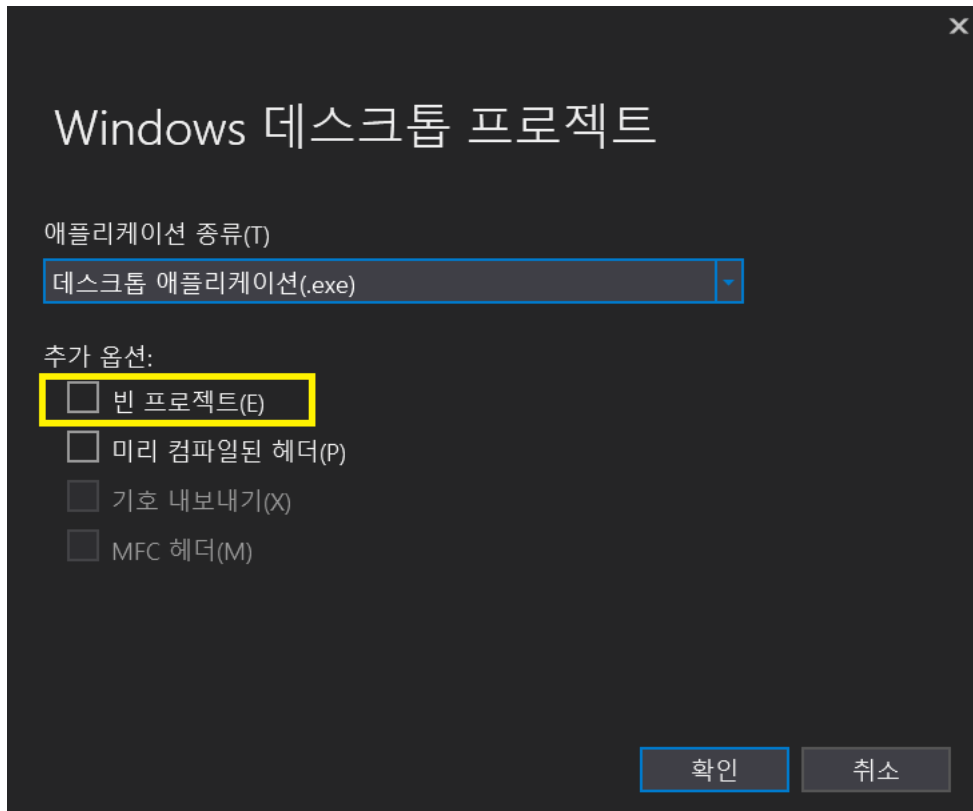 Windows 데스크톱 프로젝트
애플리케이션 종류(T)
데스크톱 애플리케이션(.exe)
추가 옵션:
빈 프로젝트(E)
미리 컴파일된 헤더(P)
기호 내보내기(X)
MFC 헤더(M)
확인 취소